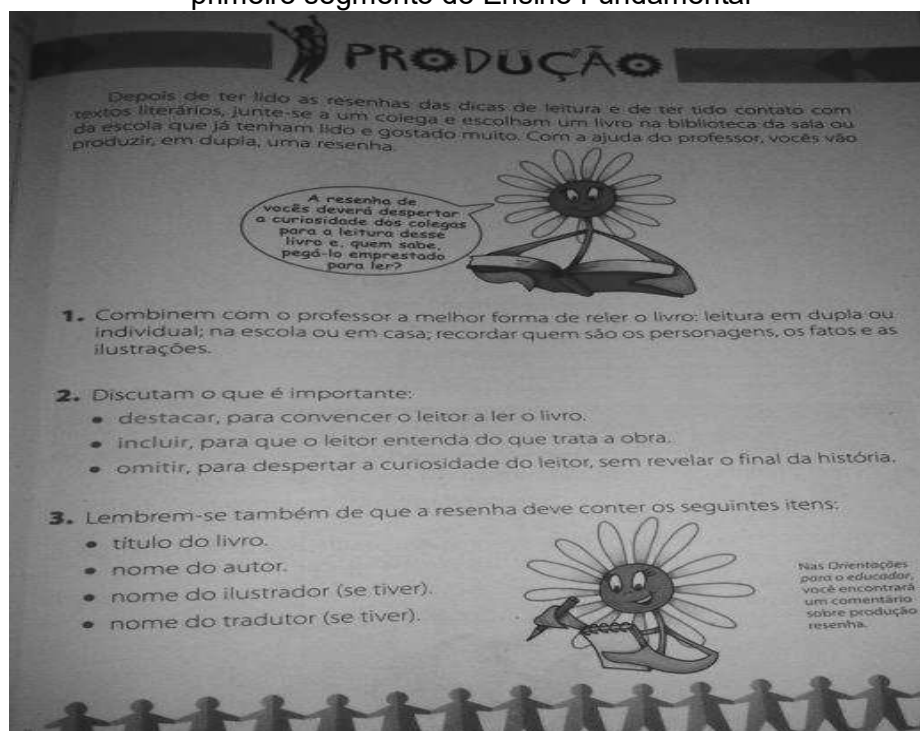 primeiro segmento do Ensino Fundamental
PRODUÇÃO
Depois de ter lido as resenhas das dicas de leitura e de ter tido contato com
textos literários, junte-se a um colega e escolham um livro na biblioteca da sala ou
da escola que já tenham lido e gostado muito. Com a ajuda do professor, vocês vão
produzir, em dupla, uma resenha.
A resenha de
vocês deverá despertar
a curiosidade dos colegas
para a leitura desse
livro e, quem sabe,
pegá-lo emprestado
para ler?
1. Combinem com o professor a melhor forma de reler o livro: leitura em dupla ou
individual; na escola ou em casa; recordar quem são os personagens, os fatos e as
ilustrações.
2. Discutam o que é importante:
• destacar, para convencer o leitor a ler o livro.
• incluir, para que o leitor entenda do que trata a obra.
• omitir, para despertar a curiosidade do leitor, sem revelar o final da história.
3. Lembrem-se também de que a resenha deve conter os seguintes itens:
• título do livro.
• nome do autor.
• nome do ilustrador (se tiver).
• nome do tradutor (se tiver).
Nas Orientações
para o educador,
você encontrará
um comentário
sobre produção
resenha.